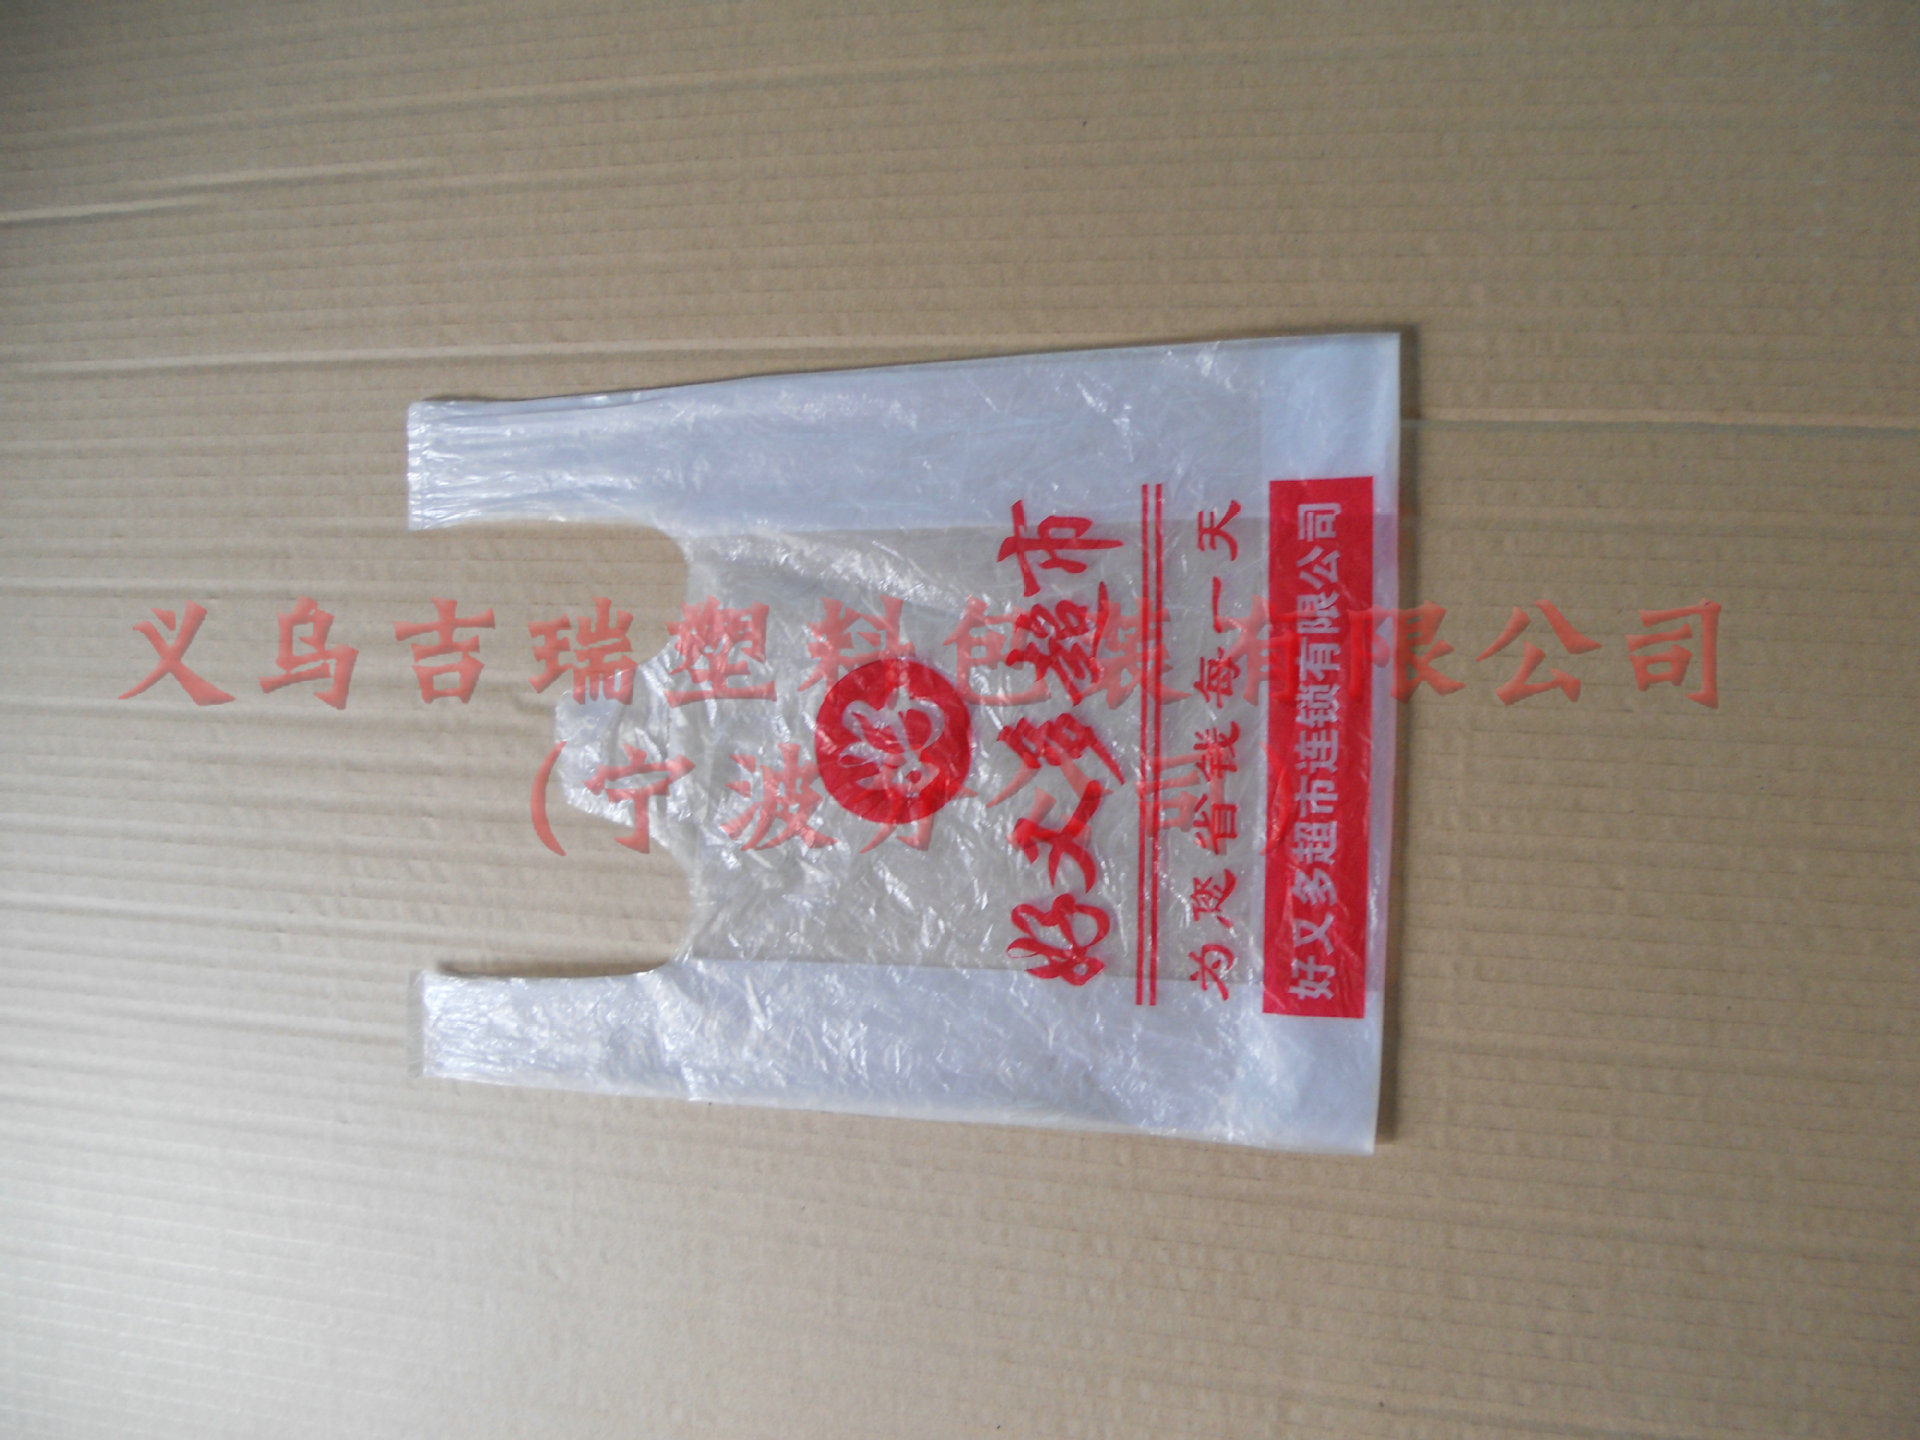 义乌吉瑞塑料包装有限公司
(宁波分公司)
好又多超市
为您省钱每一天
好又多超市连锁有限公司